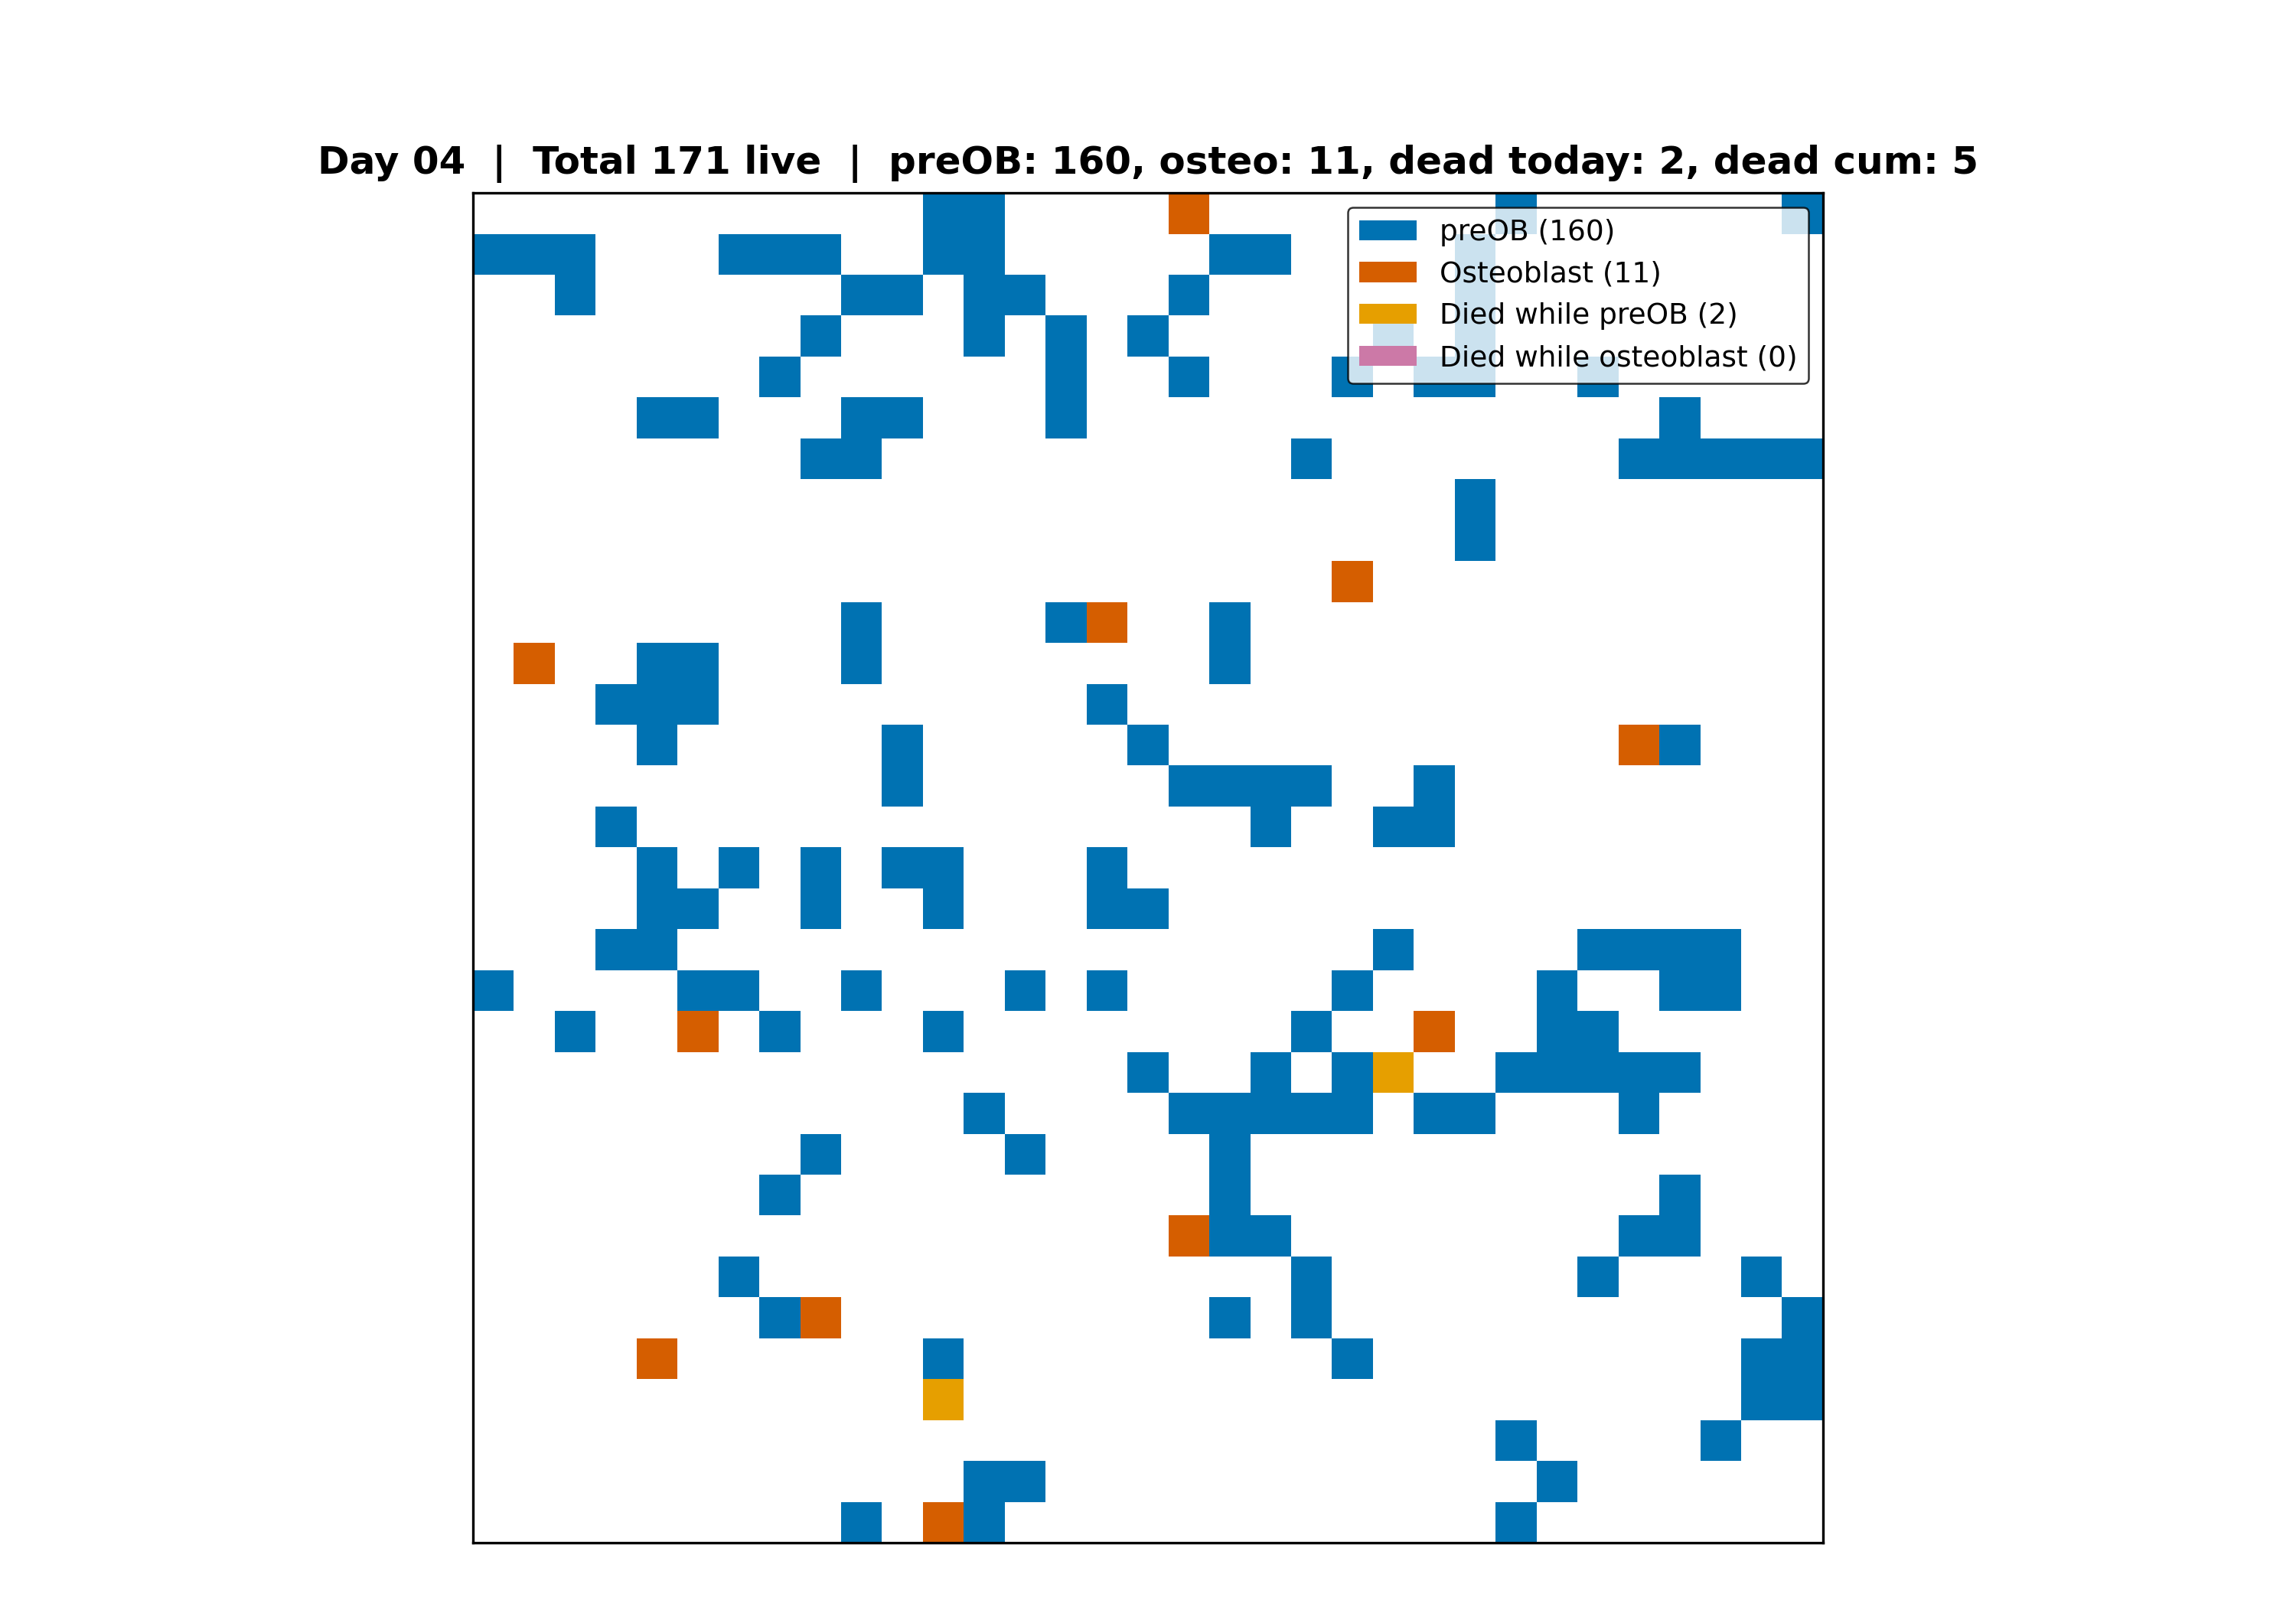 Day 04 | Total 171 live | preOB: 160, osteo: 11, dead today: 2, dead cum: 5
preOB (160)
Osteoblast (11)
Died while preOB (2)
Died while osteoblast (0)